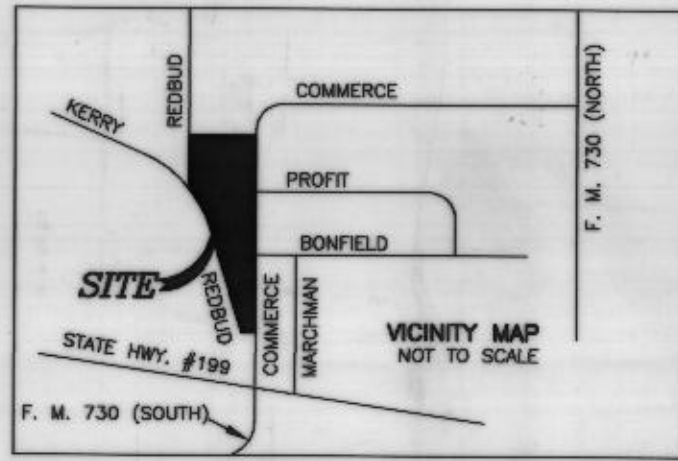 REDBUD
KERRY
COMMERCE
F. M. 730 (NORTH)
PROFIT
BONFIELD
SITE
REDBUD
COMMERCE
MARCHMAN
VICINITY MAP
NOT TO SCALE
STATE HWY. #199
F. M. 730 (SOUTH)